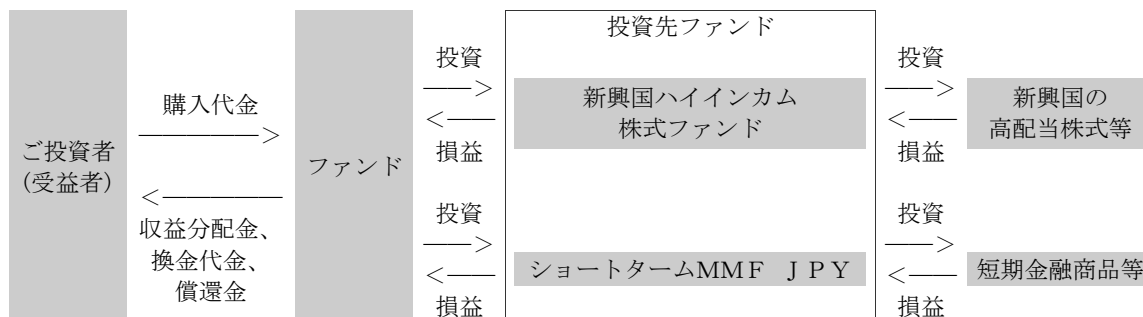 ご投資者
(受益者)
購入代金
————>
<————
収益分配金、
換金代金、
償還金
ファンド
投資
——>
<——
損益
投資
——>
<——
損益
投資先ファンド
新興国ハイインカム
株式ファンド
ショートタームMMF　ＪＰＹ
投資
——>
<——
損益
投資
——>
<——
損益
新興国の
高配当株式等
短期金融商品等